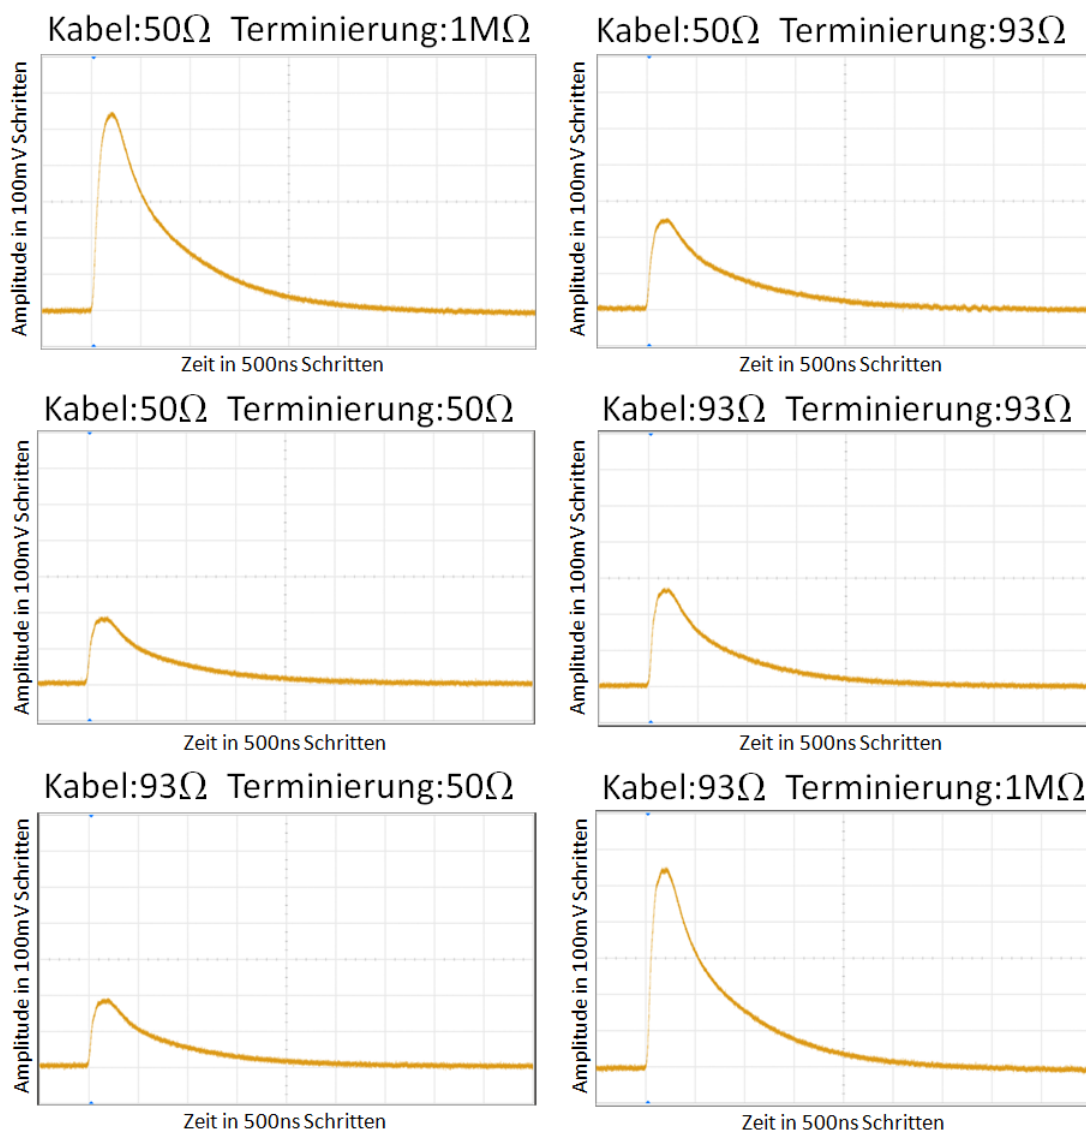 Kabel:50Ω Terminierung:1MΩ
Amplitude in 100mV Schritten
Zeit in 500ns Schritten
Kabel:50Ω Terminierung:93Ω
Amplitude in 100mV Schritten
Zeit in 500ns Schritten
Kabel:50Ω Terminierung:50Ω
Amplitude in 100mV Schritten
Zeit in 500ns Schritten
Kabel:93Ω Terminierung:93Ω
Amplitude in 100mV Schritten
Zeit in 500ns Schritten
Kabel:93Ω Terminierung:50Ω
Amplitude in 100mV Schritten
Zeit in 500ns Schritten
Kabel:93Ω Terminierung:1MΩ
Amplitude in 100mV Schritten
Zeit in 500ns Schritten